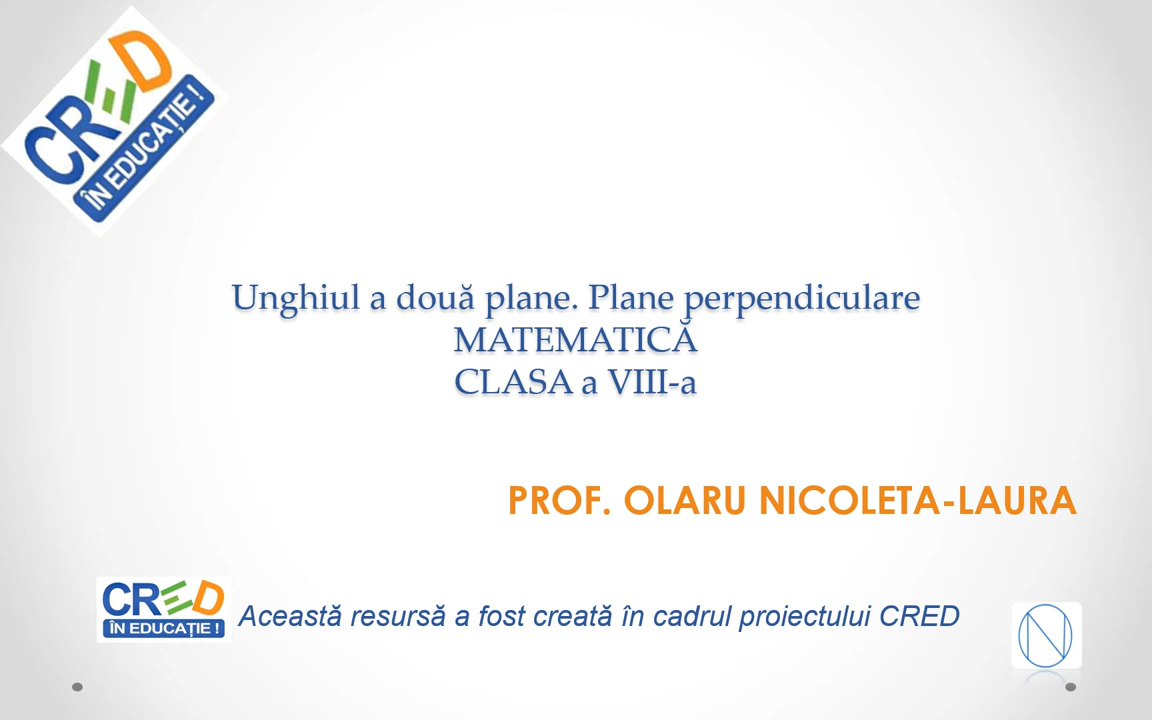 CRED
ÎN EDUCAȚIE !
Unghiul a două plane. Plane perpendiculare
MATEMATICĂ
CLASA a VIII-a
PROF. OLARU NICOLETA-LAURA
CRED
ÎN EDUCAȚIE !
Această resursă a fost creată în cadrul proiectului CRED
N